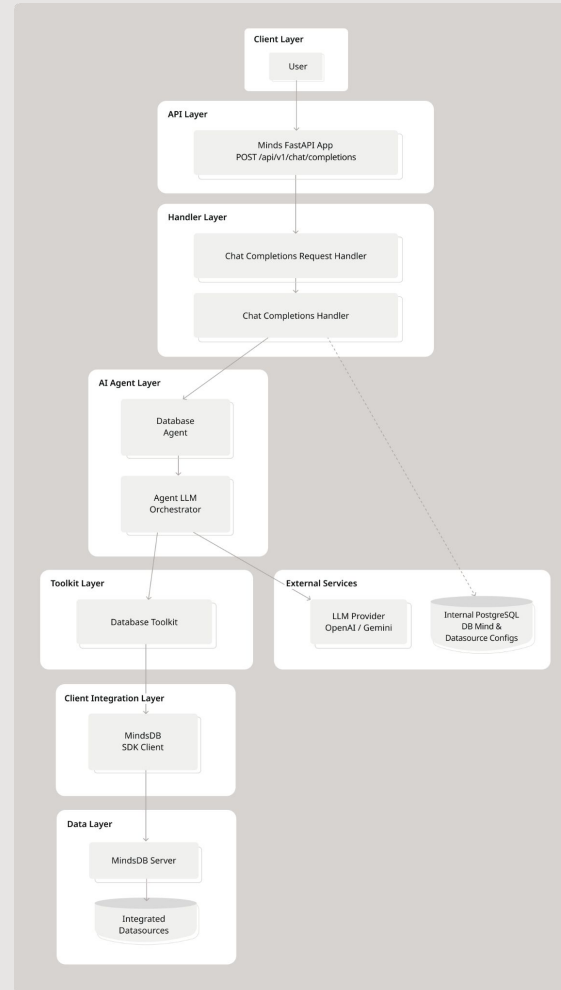 Client Layer
User
API Layer
Minds FastAPI App
POST /api/v1/chat/completions
Handler Layer
Chat Completions Request Handler
Chat Completions Handler
AI Agent Layer
Database
Agent
Agent LLM
Orchestrator
Toolkit Layer
Database Toolkit
External Services
LLM Provider
OpenAI / Gemini
Internal PostgreSQL
DB Mind &
Datasource Configs
Client Integration Layer
MindsDB
SDK Client
Data Layer
MindsDB Server
Integrated
Datasources